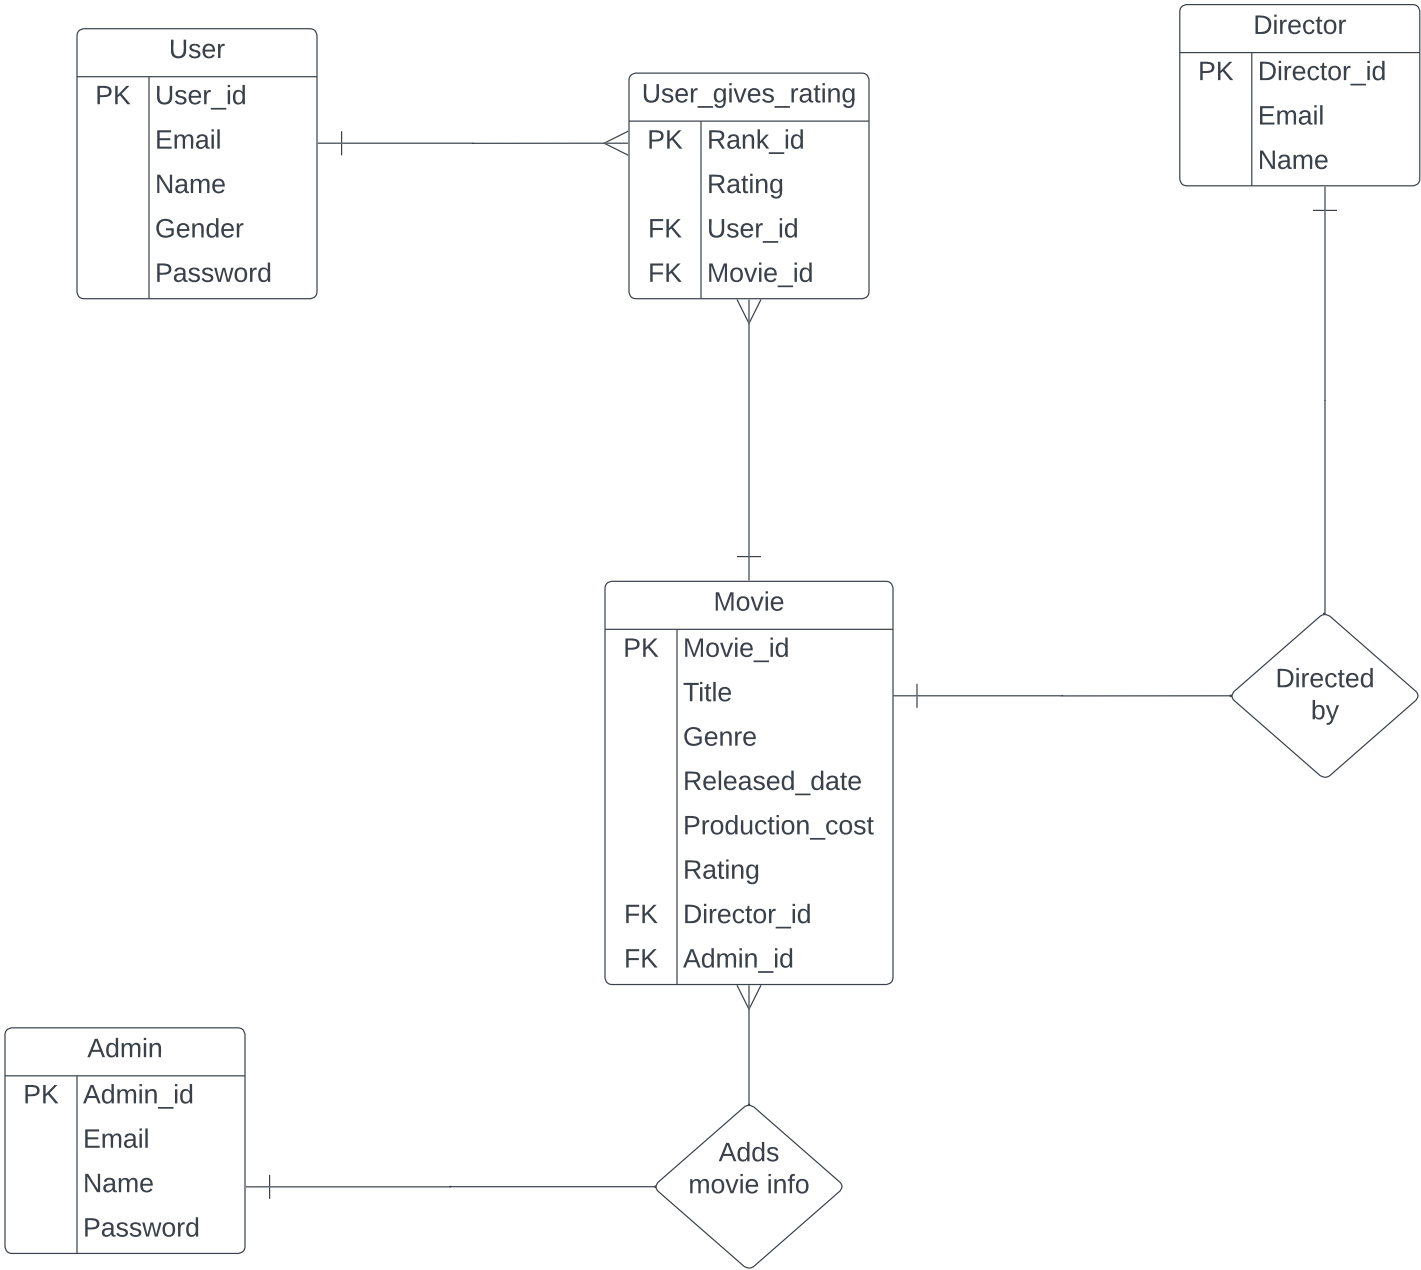 User
PK User_id
Email
Name
Gender
Password
User_gives_rating
PK Rank_id
Rating
FK User_id
FK Movie_id
Director
PK Director_id
Email
Name
Movie
PK Movie_id
Title
Genre
Released_date
Production_cost
Rating
FK Director_id
FK Admin_id
Directed
by
Admin
PK Admin_id
Email
Name
Password
Adds
movie info